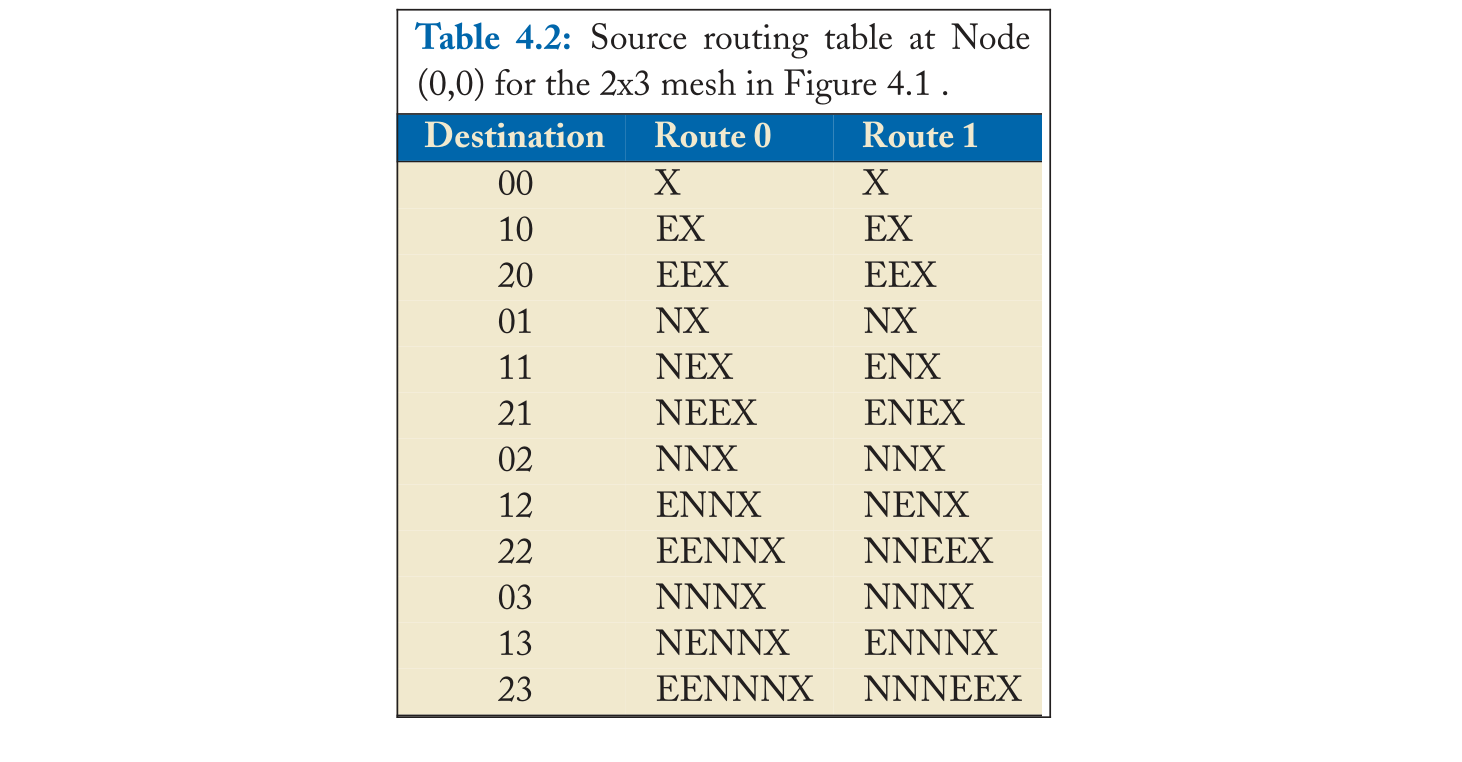 Table 4.2: Source routing table at Node
(0,0) for the 2x3 mesh in Figure 4.1 .
Destination Route 0 Route 1
00 X X
10 EX EX
20 EEX EEX
01 NX NX
11 NEX ENX
21 NEEX ENEX
02 NNX NNX
12 ENNX NENX
22 EENNX NNEEX
03 NNNX NNNX
13 NENNX ENNNX
23 EENNNX NNNEEX